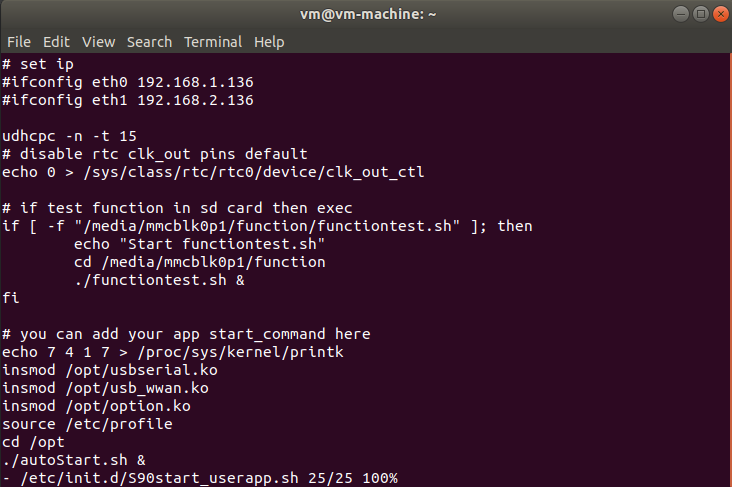 vm@vm-machine: ~
File Edit View Search Terminal Help
# set ip
#ifconfig eth0 192.168.1.136
#ifconfig eth1 192.168.2.136
udhcpc -n -t 15
# disable rtc clk_out pins default
echo 0 > /sys/class/rtc/rtc0/device/clk_out_ctl
# if test function in sd card then exec
if [ -f "/media/mmcblk0p1/function/functiontest.sh" ]; then
        echo "Start functiontest.sh"
        cd /media/mmcblk0p1/function
        ./functiontest.sh &
fi
# you can add your app start_command here
echo 7 4 1 7 > /proc/sys/kernel/printk
insmod /opt/usbserial.ko
insmod /opt/usb_wwan.ko
insmod /opt/option.ko
source /etc/profile
cd /opt
./autoStart.sh &
- /etc/init.d/S90start_userapp.sh 25/25 100%